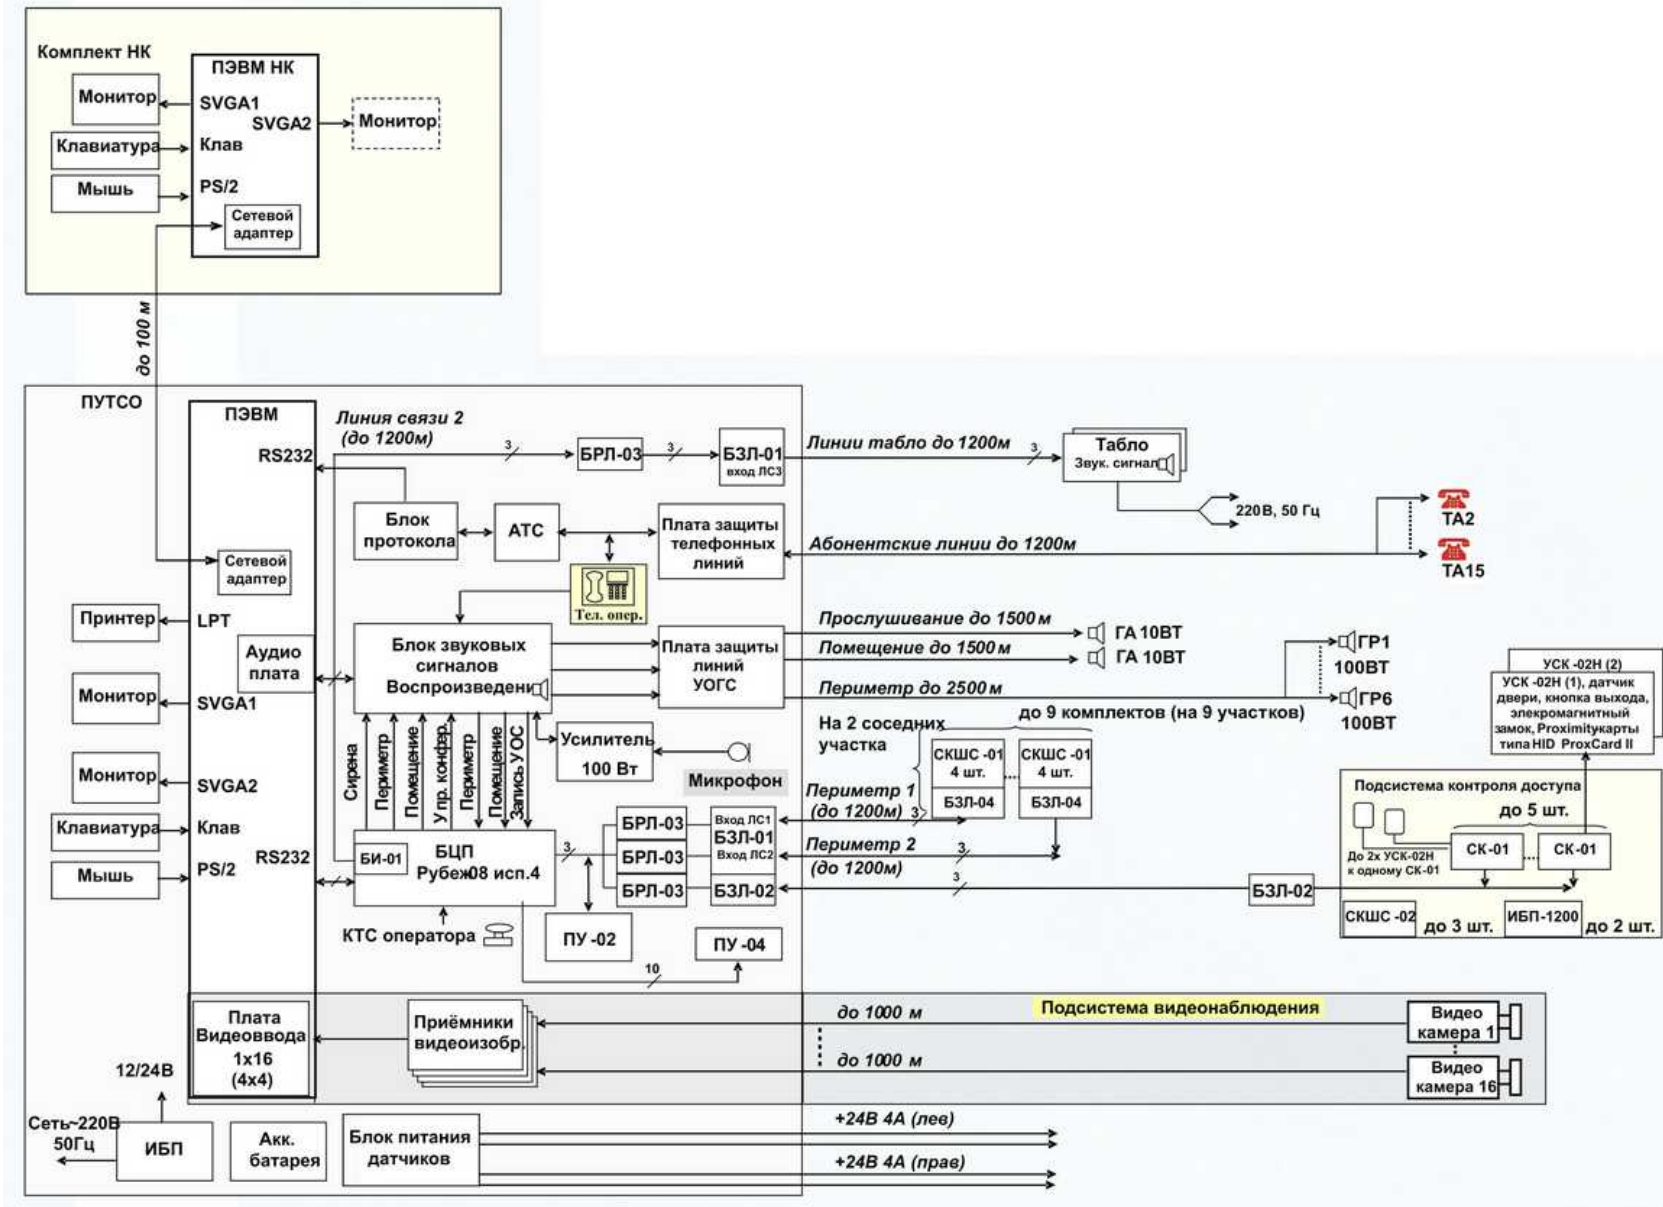 Комплект НК
ПЭВМ НК
Монитор
SVGA1
SVGA2
Монитор
Клавиатура
Клав
Мышь
PS/2
Сетевой
адаптер
до 100 м
ПУТСО
ПЭВМ
RS232
Линия связи 2
(до 1200м)
3
БРЛ-03
3
БЗЛ-01
вход ЛС3
Линии табло до 1200м
3
Табло
Звук. сигнал
220В, 50 Гц
Блок
протокола
АТС
Плата защиты
телефонных
линий
Абонентские линии до 1200м
ТА2
ТА15
Сетевой
адаптер
Тел. опер.
Принтер
LPT
Аудио
плата
Блок звуковых
сигналов
Воспроизведени
Плата защиты
линий
УОГС
Прослушивание до 1500 м
ГА 10ВТ
Помещение до 1500м
ГА 10ВТ
Периметр до 2500 м
ГР1
100ВТ
ГР6
100ВТ
УСК -02Н (2)
УСК -02Н (1), датчик
двери, кнопка выхода,
элекромагнитный
замок, Proximityкарты
типа HID ProxCard II
Монитор
SVGA1
Сирена
Периметр
Помещение
Упр. конфер.
Периметр
Помещение
Запись УОС
Усилитель
100 Вт
Микрофон
На 2 соседних
участка
до 9 комплектов (на 9 участков)
СКШС -01
4 шт.
БЗЛ-04
СКШС -01
4 шт.
БЗЛ-04
Монитор
SVGA2
Клавиатура
Клав
Мышь
PS/2
RS232
БИ-01
БЦП
Рубеж08 исп.4
3
БРЛ-03
БРЛ-03
БРЛ-03
Вход ЛС1
БЗЛ-01
Вход ЛС2
БЗЛ-02
Периметр 1
(до 1200м)
3
Периметр 2
(до 1200м)
3
3
БЗЛ-02
Подсистема контроля доступа
до 5 шт.
До 2х УСК-02Н
к одному СК-01
СК-01
СК-01
СКШС -02
до 3 шт.
ИБП-1200
до 2 шт.
КТС оператора
ПУ -02
ПУ -04
10
Плата
Видеоввода
1х16
(4х4)
Приёмники
видеоизобр.
до 1000 м
до 1000 м
Подсистема видеонаблюдения
Видео
камера 1
Видео
камера 16
12/24В
Сеть~220В
50Гц
ИБП
Акк.
батарея
Блок питания
датчиков
+24В 4А (лев)
+24В 4А (прав)